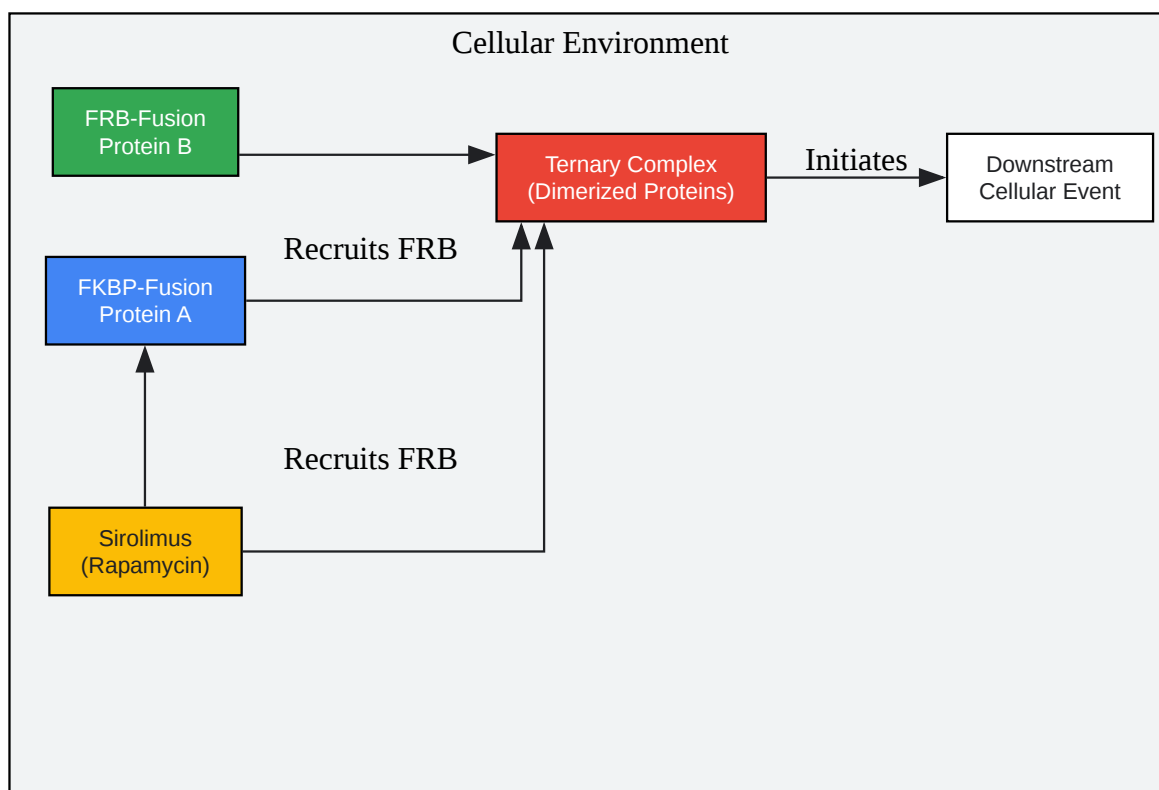 Cellular Environment
FRB-Fusion
Protein B
Ternary Complex
(Dimerized Proteins)
Initiates
Downstream
Cellular Event
Recruits FRB
FKBP-Fusion
Protein A
Recruits FRB
Sirolimus
(Rapamycin)